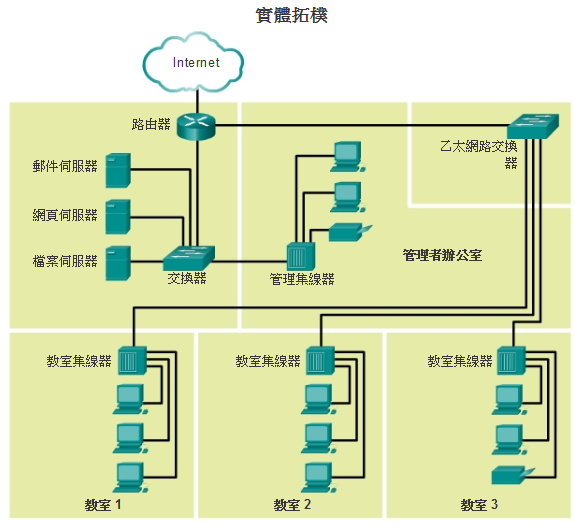 實體拓樸
Internet
路由器
乙太網路交換
器
郵件伺服器
網頁伺服器
檔案伺服器
交換器
管理集線器
管理者辦公室
教室集線器
教室集線器
教室集線器
教室 1
教室 2
教室 3